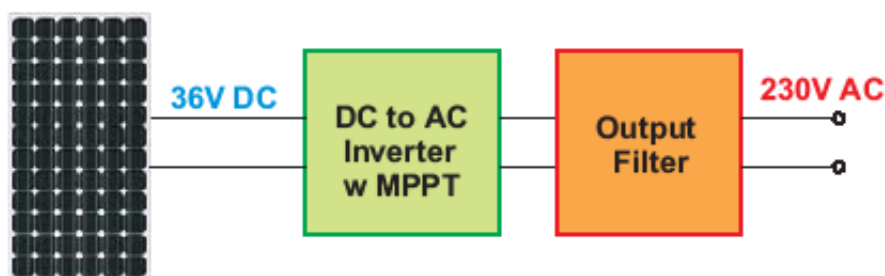 36V DC
DC to AC
Inverter
w MPPT
Output
Filter
230V AC